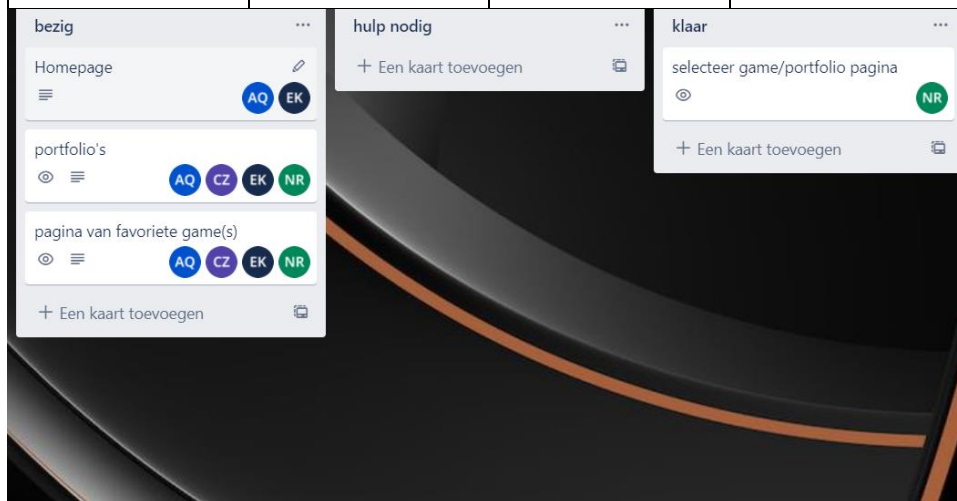 bezig
Homepage
AQ EK
portfolio's
AQ CZ EK NR
pagina van favoriete game(s)
AQ CZ EK NR
+ Een kaart toevoegen
hulp nodig
+ Een kaart toevoegen
klaar
selecteer game/portfolio pagina
NR
+ Een kaart toevoegen